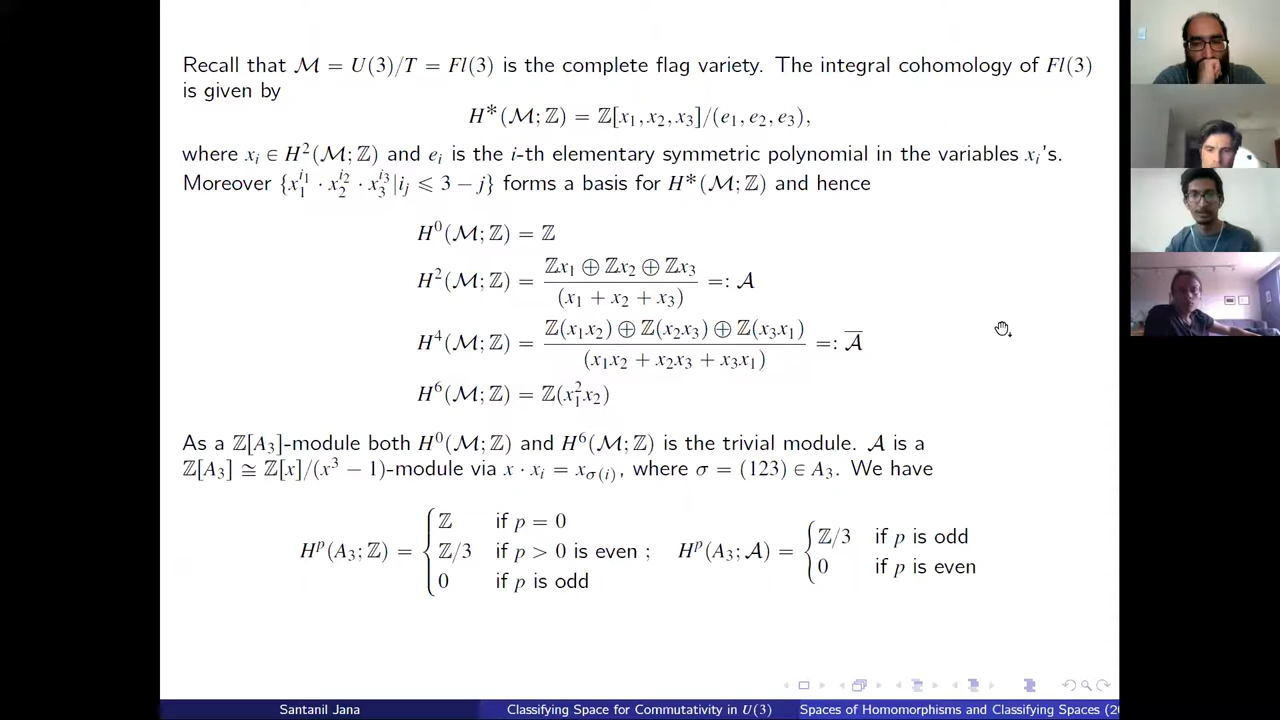 Recall that ℳ = U(3)/T = Fl(3) is the complete flag variety. The integral cohomology of Fl(3)
is given by
H*(ℳ; ℤ) = ℤ[x₁, x₂, x₃]/(e₁, e₂, e₃),
where xᵢ ∈ H²(ℳ; ℤ) and eᵢ is the i-th elementary symmetric polynomial in the variables xᵢ's.
Moreover {x₁^{i₁} · x₂^{i₂} · x₃^{i₃} | i_j ⩽ 3 − j} forms a basis for H*(ℳ; ℤ) and hence
H⁰(ℳ; ℤ) = ℤ
H²(ℳ; ℤ) = (ℤx₁ ⊕ ℤx₂ ⊕ ℤx₃) / (x₁ + x₂ + x₃) =: 𝒜
H⁴(ℳ; ℤ) = (ℤ(x₁x₂) ⊕ ℤ(x₂x₃) ⊕ ℤ(x₃x₁)) / (x₁x₂ + x₂x₃ + x₃x₁) =: 𝒜̅
H⁶(ℳ; ℤ) = ℤ(x₁²x₂)
As a ℤ[A₃]-module both H⁰(ℳ; ℤ) and H⁶(ℳ; ℤ) is the trivial module. 𝒜 is a
ℤ[A₃] ≅ ℤ[x]/(x³ − 1)-module via x · xᵢ = x_{σ(i)}, where σ = (123) ∈ A₃. We have
H^p(A₃; ℤ) = { ℤ if p = 0
ℤ/3 if p > 0 is even ;
0 if p is odd
H^p(A₃; 𝒜) = { ℤ/3 if p is odd
0 if p is even
Santanil Jana
Classifying Space for Commutativity in U(3)
Spaces of Homomorphisms and Classifying Spaces (20